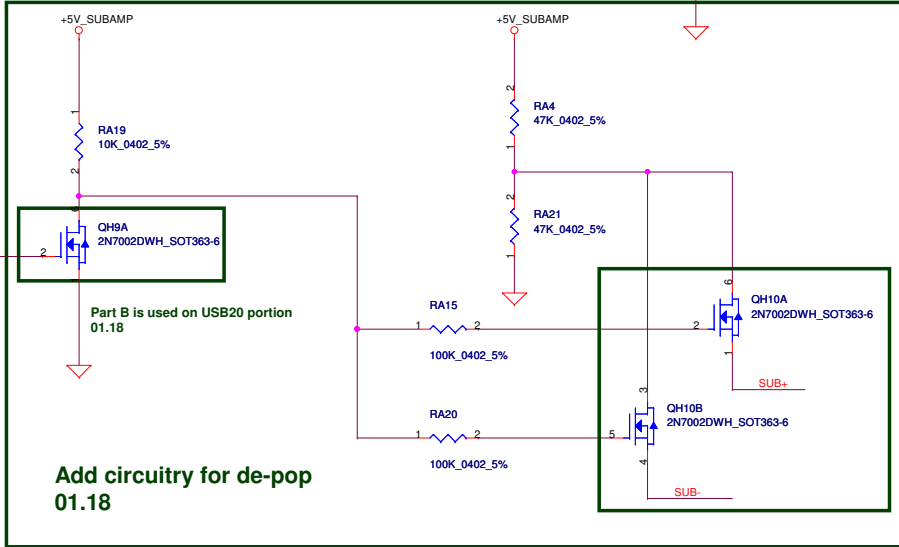 +5V_SUBAMP
+5V_SUBAMP
1
RA19
10K_0402_5%
2
2
RA4
47K_0402_5%
1
2
RA21
47K_0402_5%
1
QH9A
2N7002DWH_SOT363-6
2
Part B is used on USB20 portion
01.18
RA15
1
2
100K_0402_5%
6
QH10A
2N7002DWH_SOT363-6
2
1
SUB+
3
QH10B
2N7002DWH_SOT363-6
RA20
1
2
5
100K_0402_5%
4
SUB-
Add circuitry for de-pop
01.18